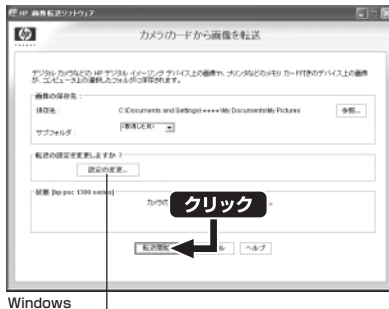 HP 画像転送ソフトウェア
カメラ/カードから画像を転送
デジタル カメラなどの HP デジタル イメージング デバイス上の画像や、プリンタなどのメモリ カード付きのデバイス上の画像
が、コンピュータ上の選択したフォルダに保存されます。
画像の保存先 :
保存先 : C:\Documents and Settings\••••\My Documents\My Pictures 参照...
サブフォルダ :
転送の設定を変更しますか ?
設定の変更...
状態 [hp psc 1300 series]
クリック
転送開始 ル ヘルプ
Windows